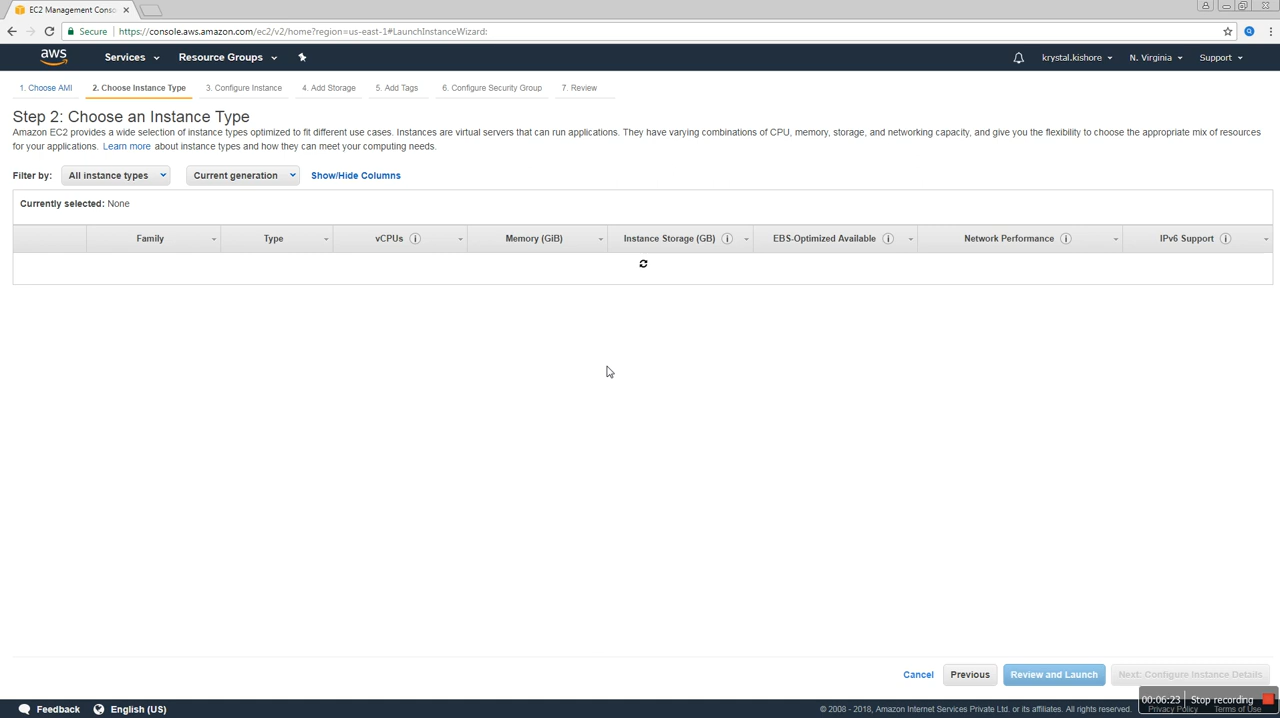 EC2 Management Conso
Secure https://console.aws.amazon.com/ec2/v2/home?region=us-east-1#LaunchInstanceWizard:
aws Services Resource Groups krystal.kishore N. Virginia Support
1. Choose AMI 2. Choose Instance Type 3. Configure Instance 4. Add Storage 5. Add Tags 6. Configure Security Group 7. Review
Step 2: Choose an Instance Type
Amazon EC2 provides a wide selection of instance types optimized to fit different use cases. Instances are virtual servers that can run applications. They have varying combinations of CPU, memory, storage, and networking capacity, and give you the flexibility to choose the appropriate mix of resources
for your applications. Learn more about instance types and how they can meet your computing needs.
Filter by: All instance types Current generation Show/Hide Columns
Currently selected: None
Family Type vCPUs i Memory (GiB) Instance Storage (GB) i EBS-Optimized Available i Network Performance i IPv6 Support i
Cancel Previous Review and Launch Next: Configure Instance Details
00:06:23 Stop recording
Feedback English (US) © 2008 - 2018, Amazon Internet Services Private Ltd. or its affiliates. All rights reserved. Privacy Policy Terms of Use